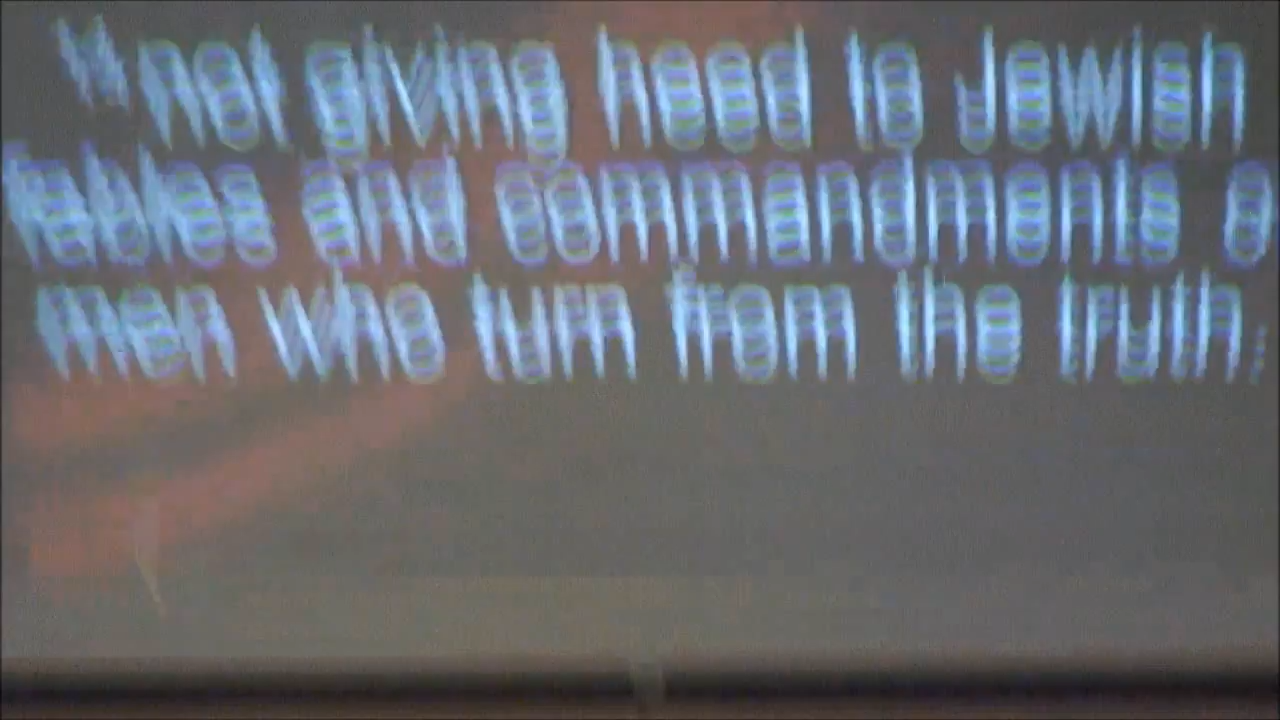 "not giving heed to Jewish
fables and commandments o
men who turn from the truth.